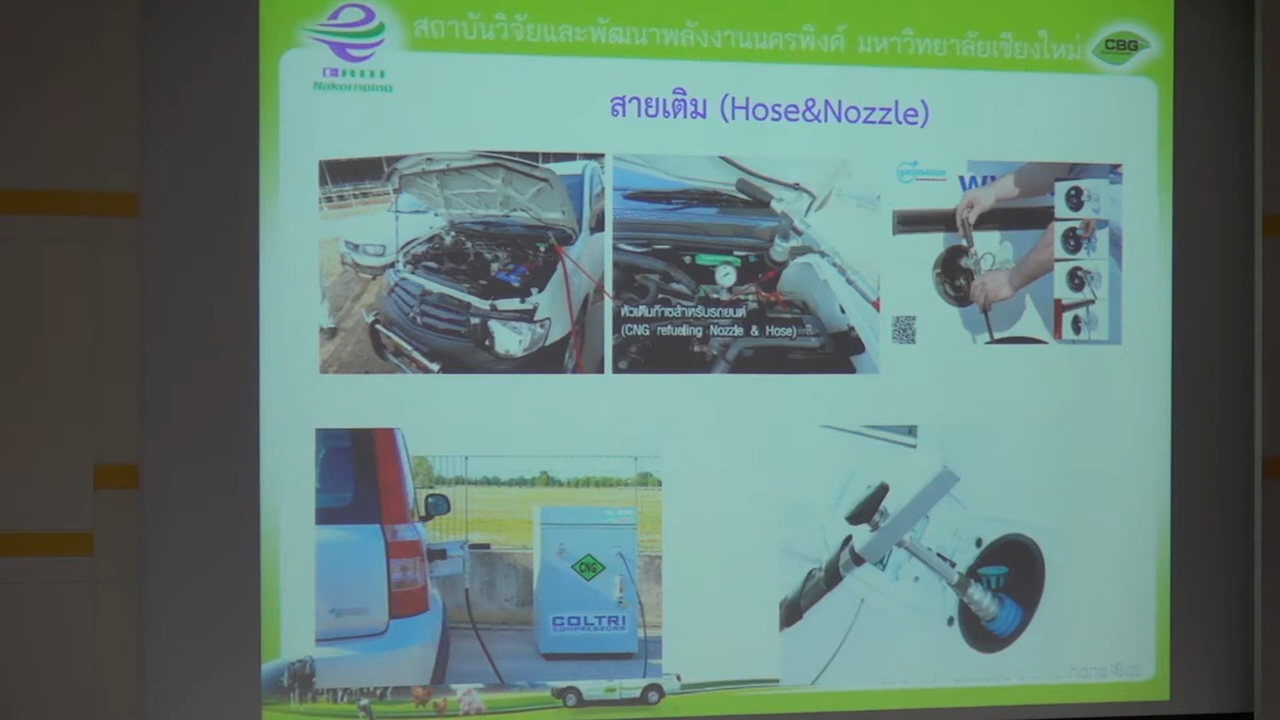 สถาบันวิจัยและพัฒนาพลังงานนครพิงค์ มหาวิทยาลัยเชียงใหม่
CBG
Nakornping
สายเติม (Hose&Nozzle)
หัวเติมก๊าซสำหรับรถยนต์
(CNG refueling Nozzle & Hose)
CNG
COLTRI
COMPRESSORS